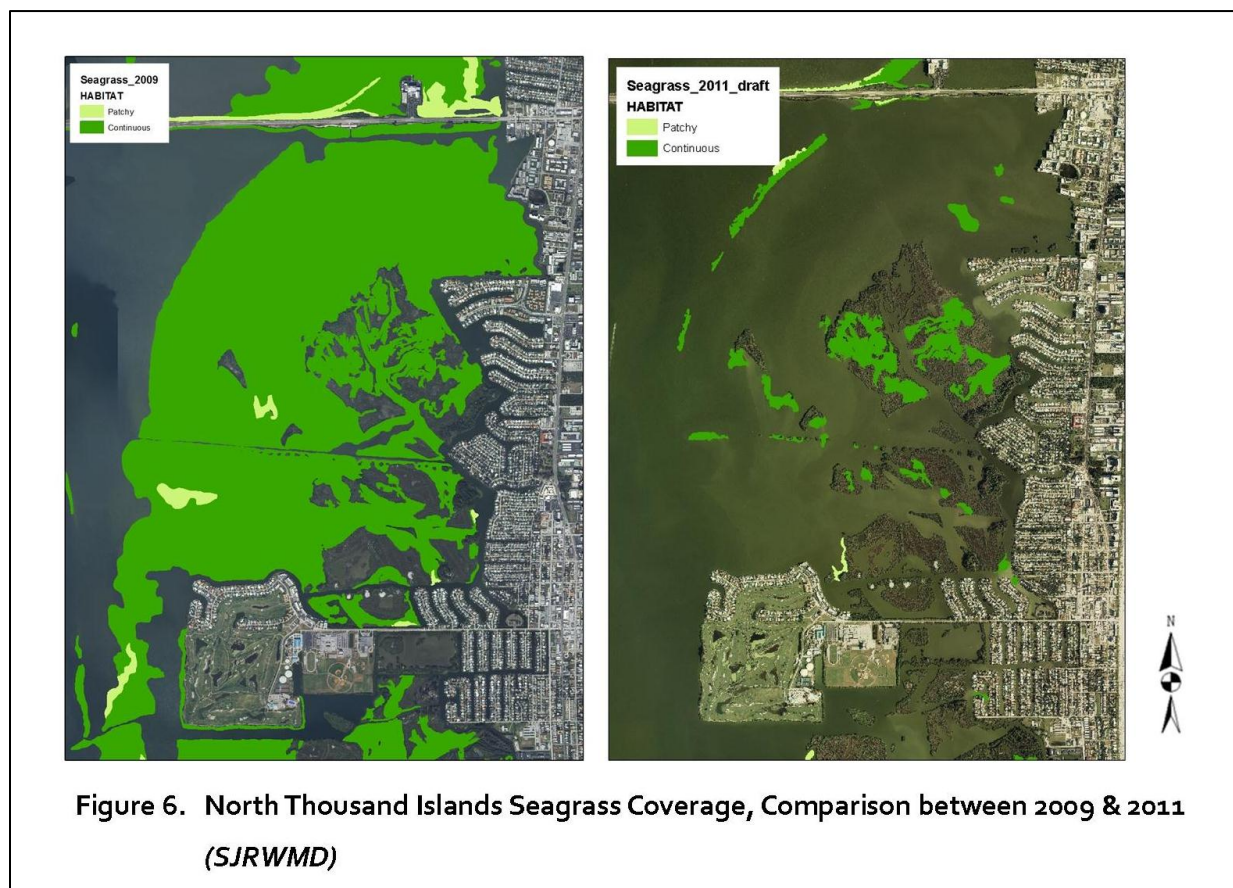 Seagrass_2009
HABITAT
Patchy
Continuous
Seagrass_2011_draft
HABITAT
Patchy
Continuous
N
Figure 6. North Thousand Islands Seagrass Coverage, Comparison between 2009 & 2011
(SJRWMD)